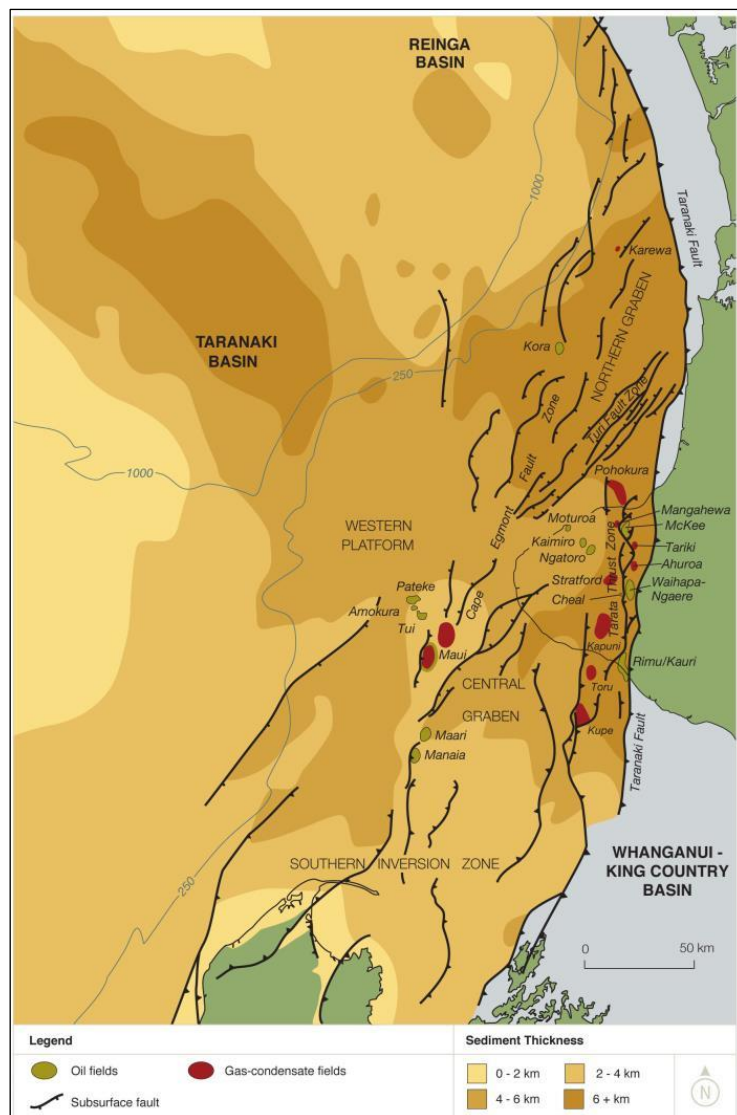 REINGA
BASIN
1000
Taranaki Fault
Karewa
NORTHERN GRABEN
TARANAKI
BASIN
Kora
250
Zone
Turi Fault Zone
Fault
1000
Pohokura
Egmont
WESTERN
PLATFORM
Moturoa
Mangahewa
McKee
Kaimiro
Ngatoro
Tariki
Ahuroa
Stratford
Tarata Thrust Zone
Waihapa-
Ngaere
Cheal
Pateke
Cape
Amokura
Tui
Kapuni
Maui
Rimu/Kauri
CENTRAL
GRABEN
Toru
Kupe
Maari
Manaia
Taranaki Fault
250
SOUTHERN INVERSION ZONE
WHANGANUI -
KING COUNTRY
BASIN
0 50 km
Legend
Oil fields
Gas-condensate fields
Subsurface fault
Sediment Thickness
0 - 2 km
2 - 4 km
4 - 6 km
6 + km
N